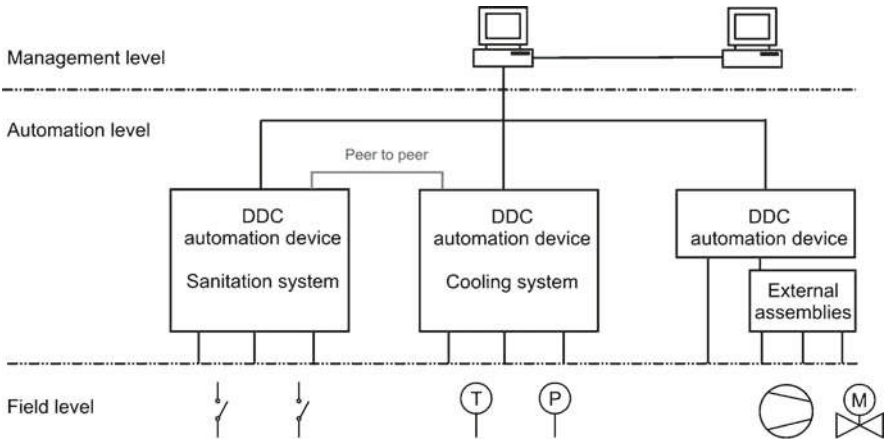 Management level
Automation level
Peer to peer
DDC
automation device
Sanitation system
DDC
automation device
Cooling system
DDC
automation device
External
assemblies
Field level
T
P
M